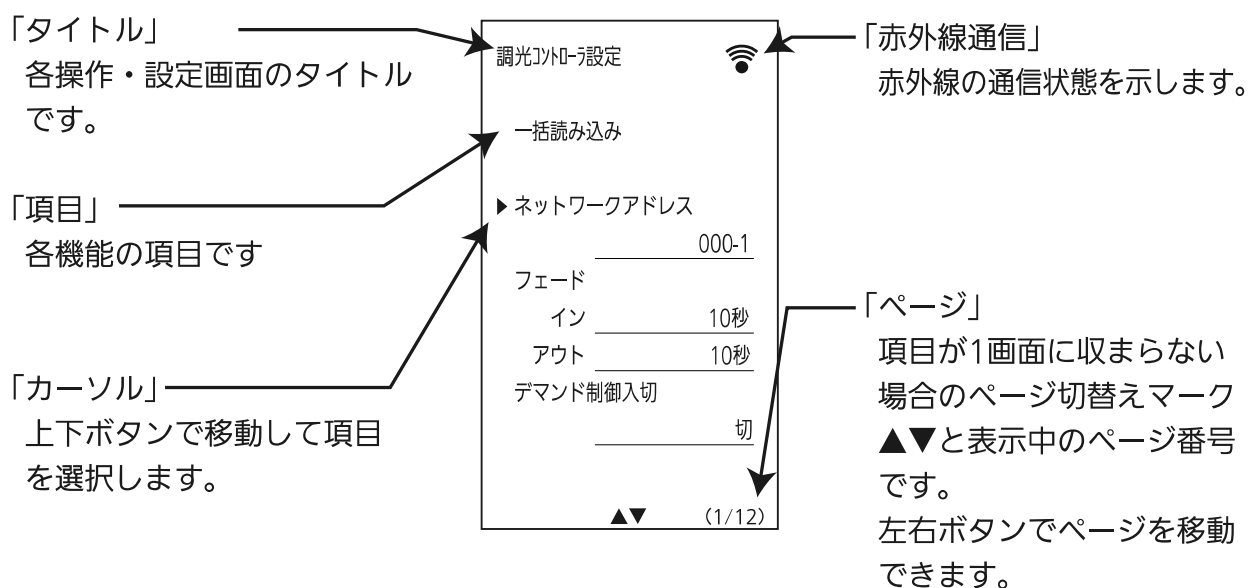 「タイトル」
各操作・設定画面のタイトル
です。
「項目」
各機能の項目です
「カーソル」
上下ボタンで移動して項目
を選択します。
調光コントローラ設定
一括読み込み
▶ ネットワークアドレス
000-1
フェード
イン 10秒
アウト 10秒
デマンド制御入切
切
▲▼ (1/12)
「赤外線通信」
赤外線の通信状態を示します。
「ページ」
項目が1画面に収まらない
場合のページ切替えマーク
▲▼と表示中のページ番号
です。
左右ボタンでページを移動
できます。